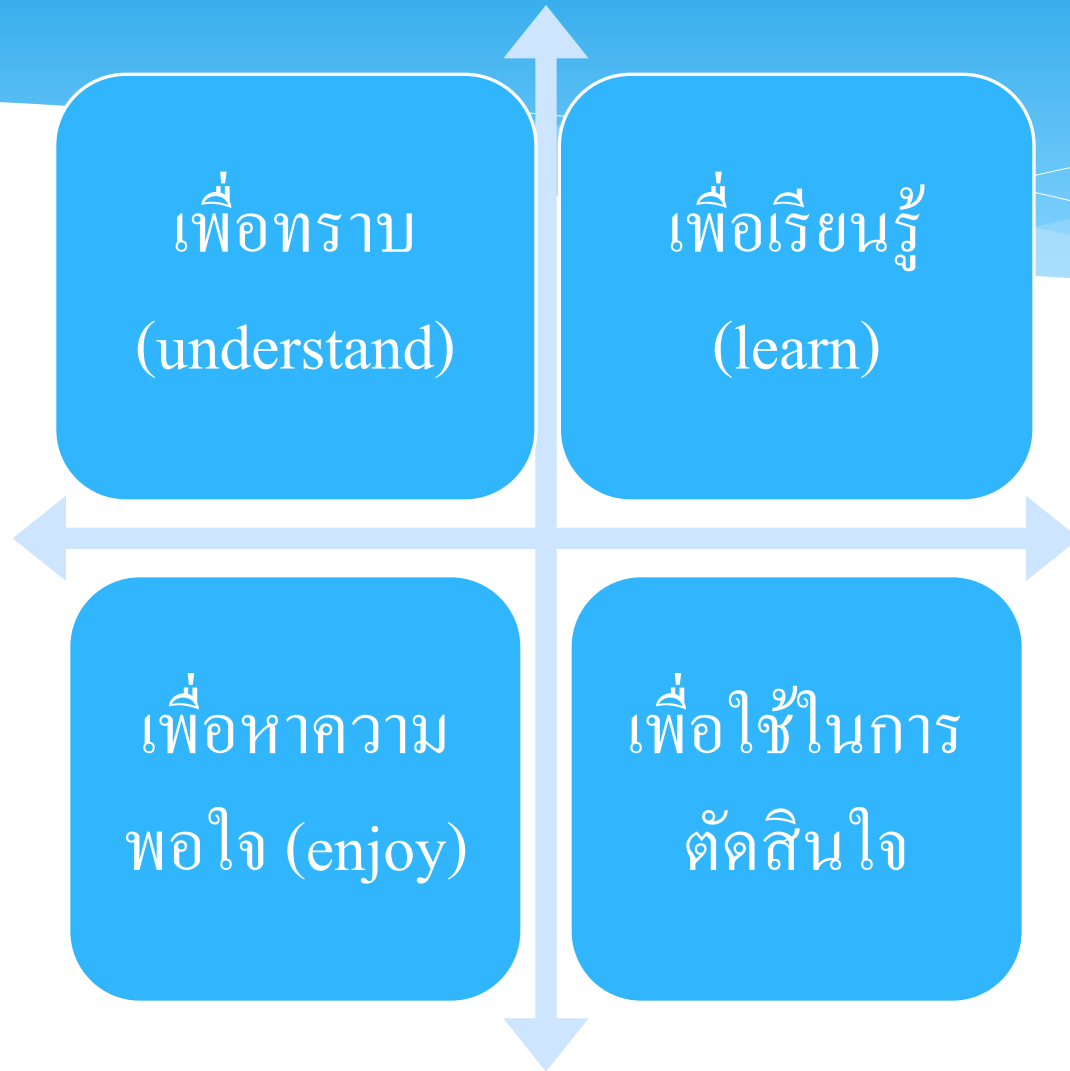 เพื่อทราบ
(understand)
เพื่อเรียนรู้
(learn)
เพื่อหาความ
พอใจ (enjoy)
เพื่อใช้ในการ
ตัดสินใจ